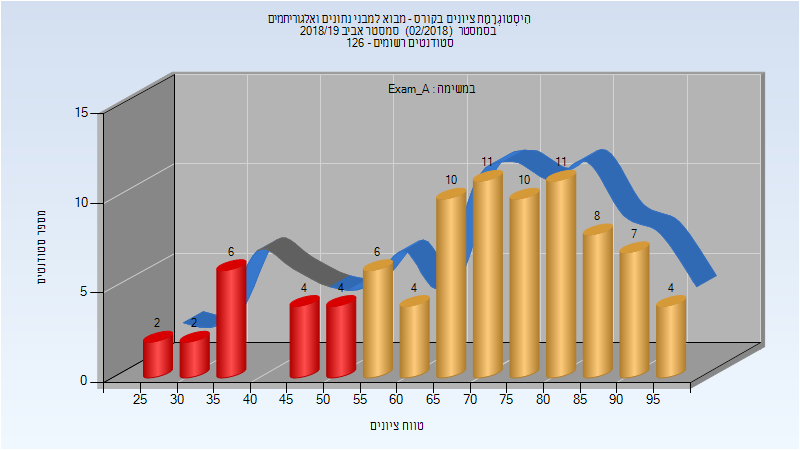 היסטוגרמת ציונים בקורס - מבוא למבני נתונים ואלגוריתמים
בסמסטר (02/2018) סמסטר אביב 2018/19
סטודנטים רשומים - 126
במשימה : Exam_A
מספר סטודנטים
15
10
5
0
2
2
6
4
4
6
4
10
11
10
11
8
7
4
25 30 35 40 45 50 55 60 65 70 75 80 85 90 95
טווח ציונים